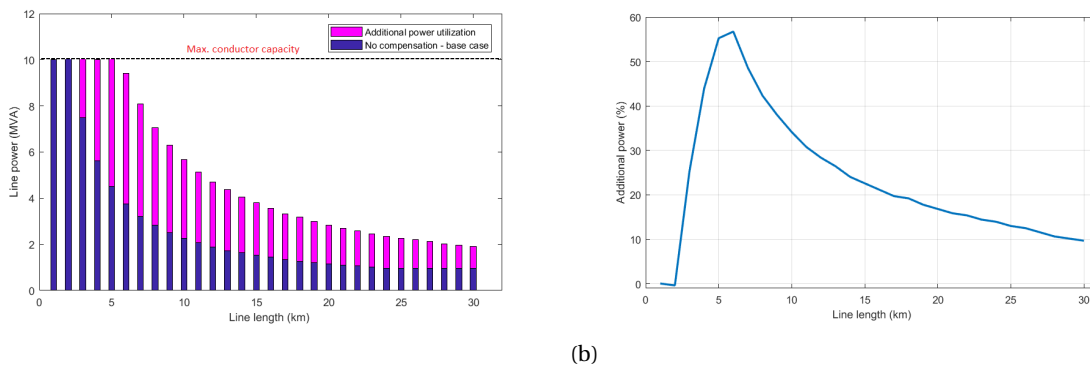 12
10
8
6
4
2
0
Line power (MVA)
Max. conductor capacity
Additional power utilization
No compensation - base case
0 5 10 15 20 25 30
Line length (km)
60
50
40
30
20
10
0
Additional power (%)
0 5 10 15 20 25 30
Line length (km)
(b)